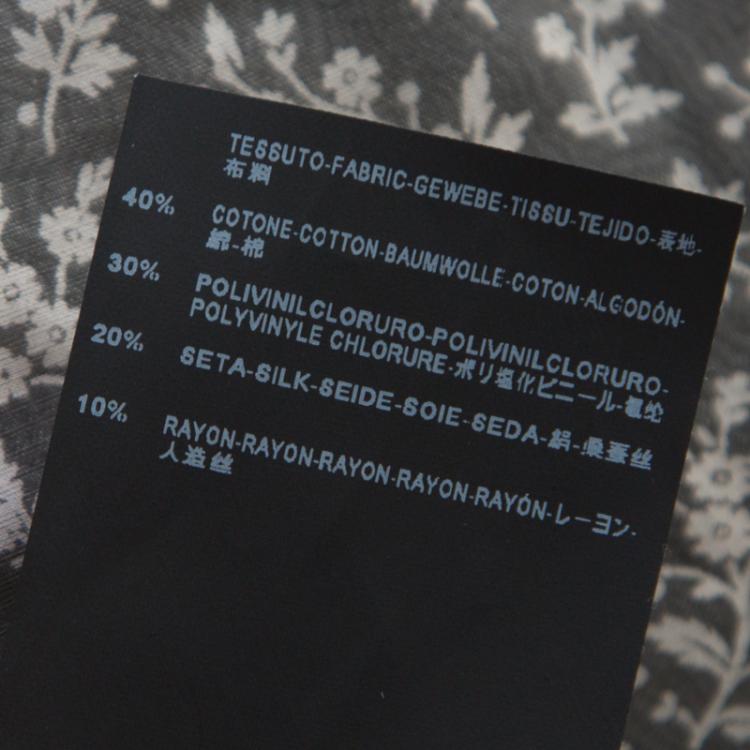 TESSUTO-FABRIC-GEWEBE-TISSU-TEJIDO-表地-
布料
40% COTONE-COTTON-BAUMWOLLE-COTON-ALGODÓN-
綿-棉
30% POLIVINILCLORURO-POLIVINILCLORURO-
POLYVINYLE CHLORURE-ポリ塩化ビニール-氯纶
20% SETA-SILK-SEIDE-SOIE-SEDA-絹-桑蚕丝
10% RAYON-RAYON-RAYON-RAYON-RAYÓN-レーヨン-
人造丝